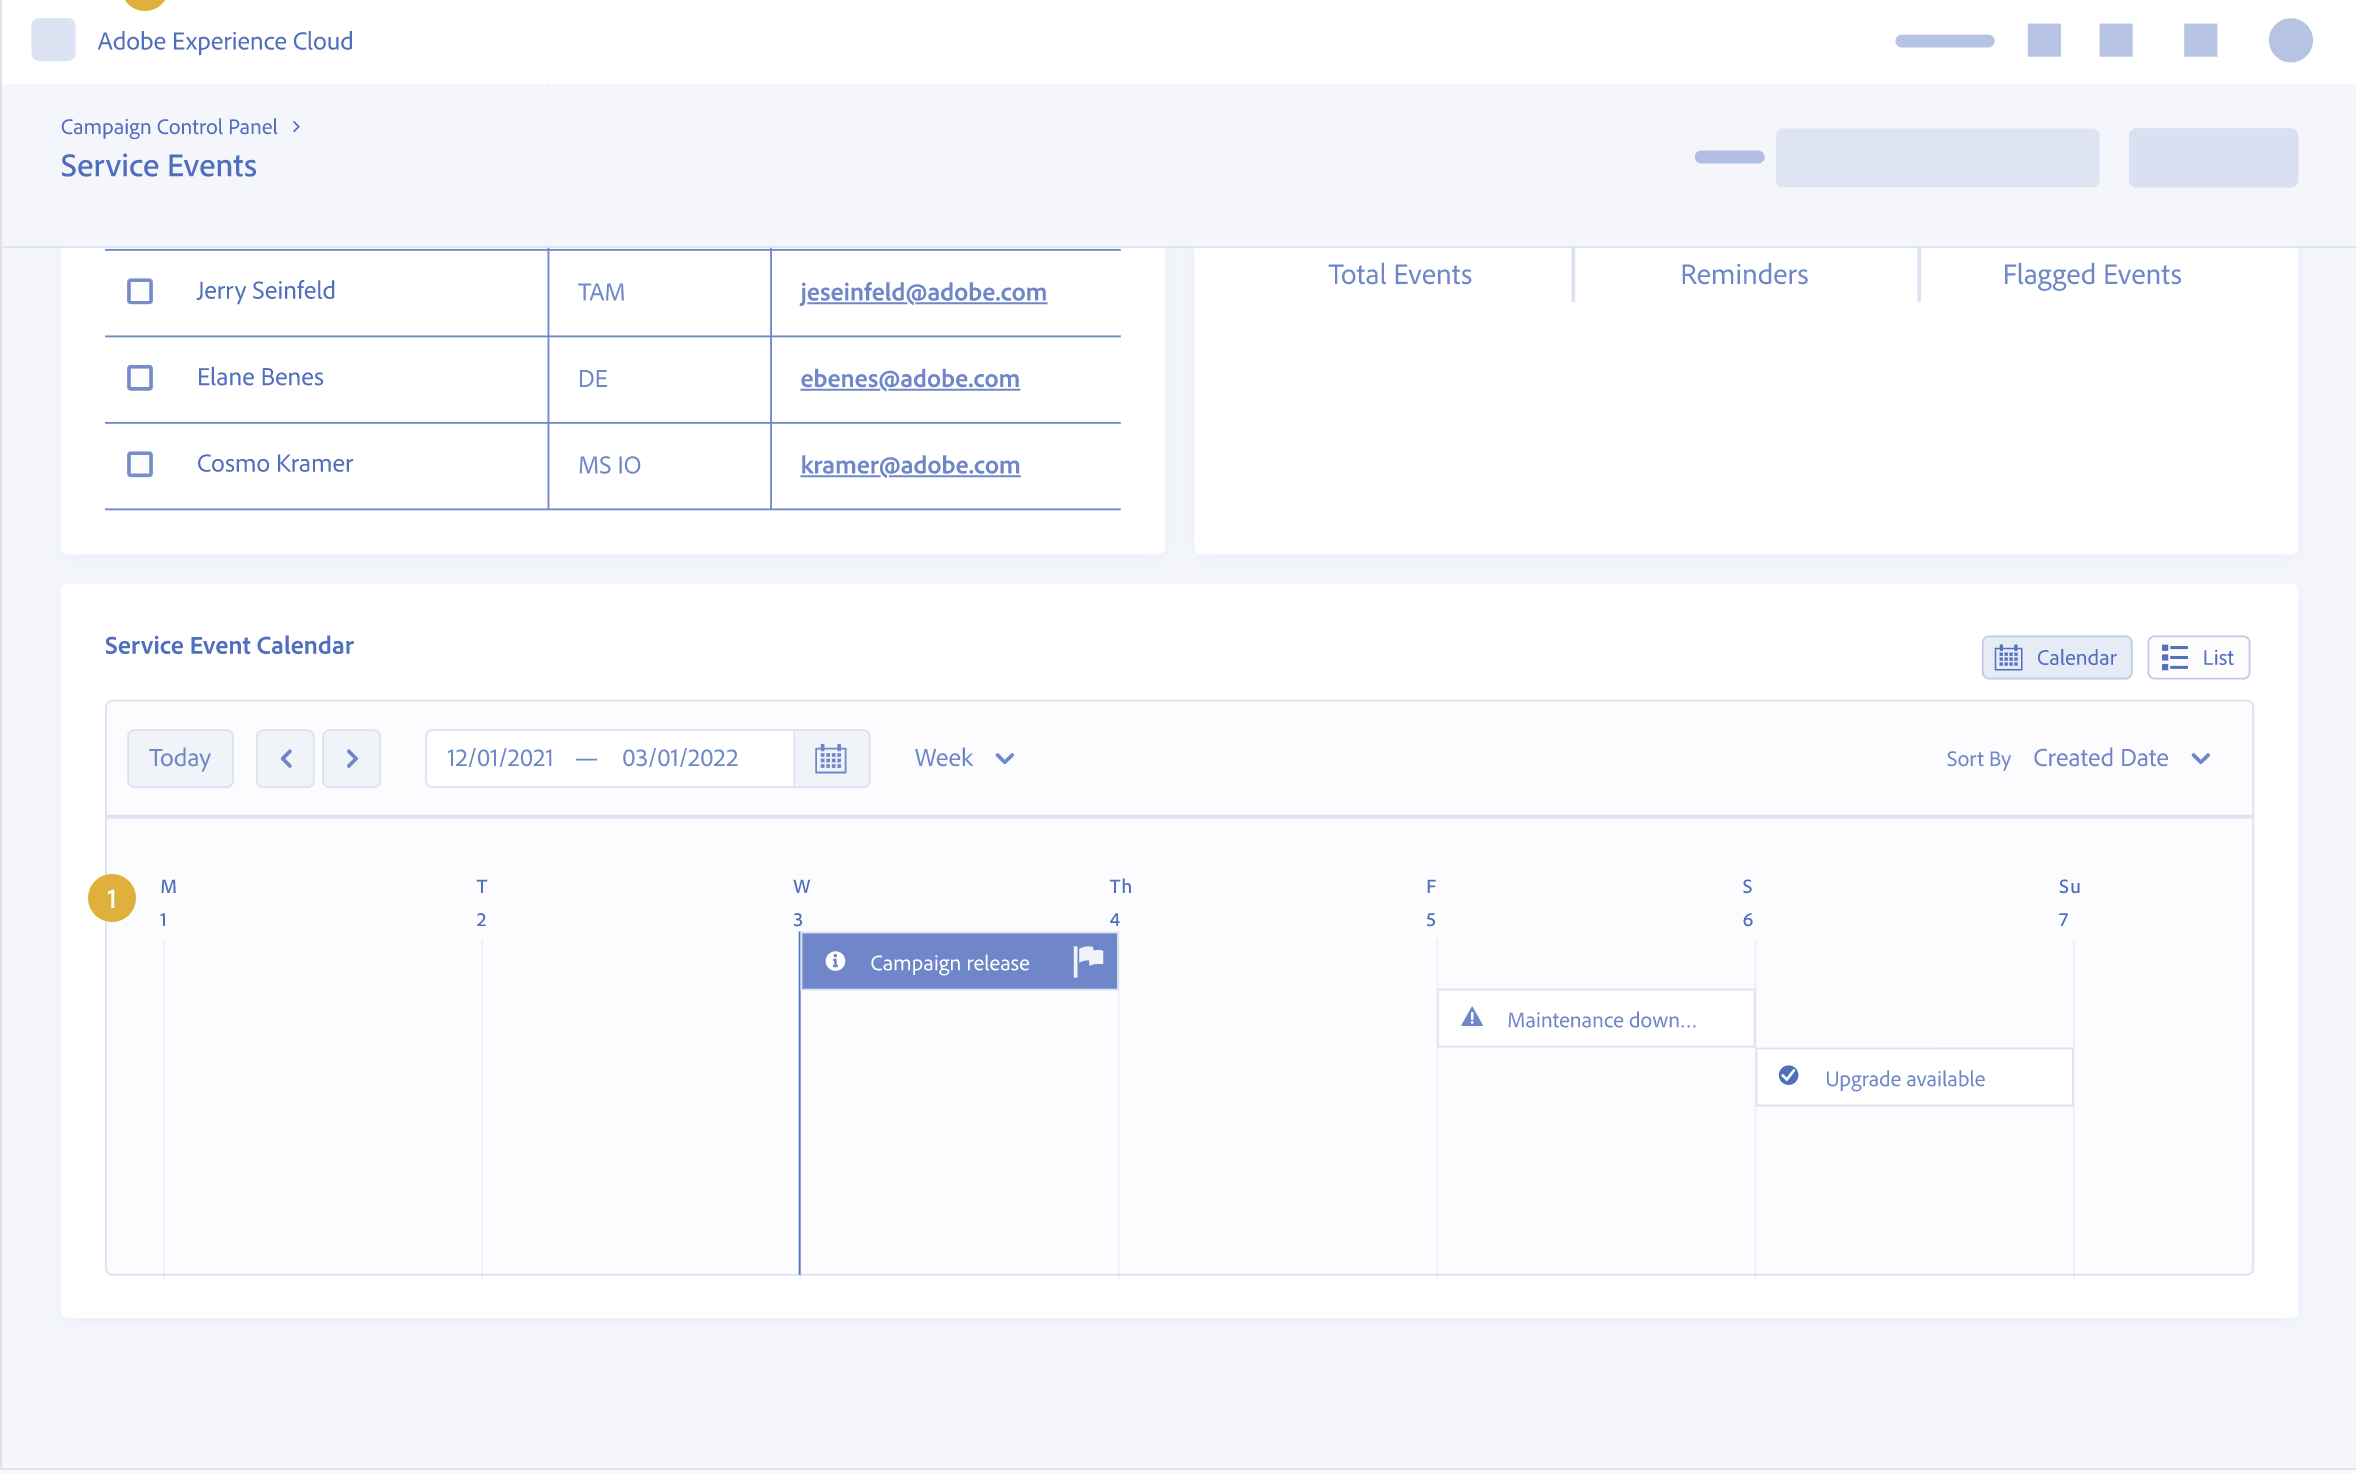 Adobe Experience Cloud
Campaign Control Panel >
Service Events
Jerry Seinfeld TAM jeseinfeld@adobe.com
Elane Benes DE ebenes@adobe.com
Cosmo Kramer MS IO kramer@adobe.com
Total Events Reminders Flagged Events
Service Event Calendar
Calendar List
Today 12/01/2021 — 03/01/2022 Week Sort By Created Date
1
M T W Th F S Su
1 2 3 4 5 6 7
Campaign release
Maintenance down...
Upgrade available